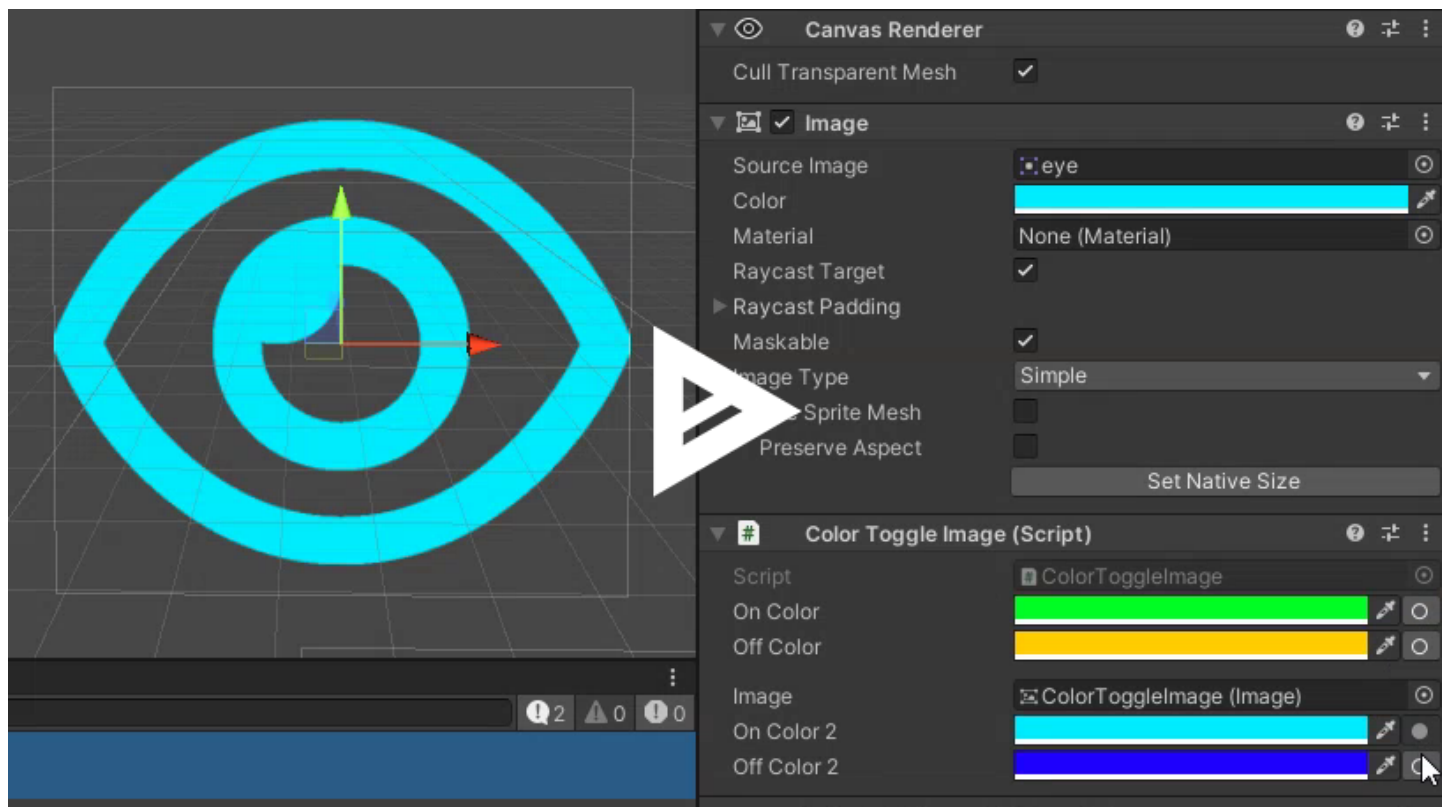 Canvas Renderer
Cull Transparent Mesh
Image
Source Image eye
Color
Material None (Material)
Raycast Target
Raycast Padding
Maskable
Image Type Simple
Sprite Mesh
Preserve Aspect
Set Native Size
# Color Toggle Image (Script)
Script # ColorToggleImage
On Color
Off Color
Image ColorToggleImage (Image)
2 0 0
On Color 2
Off Color 2